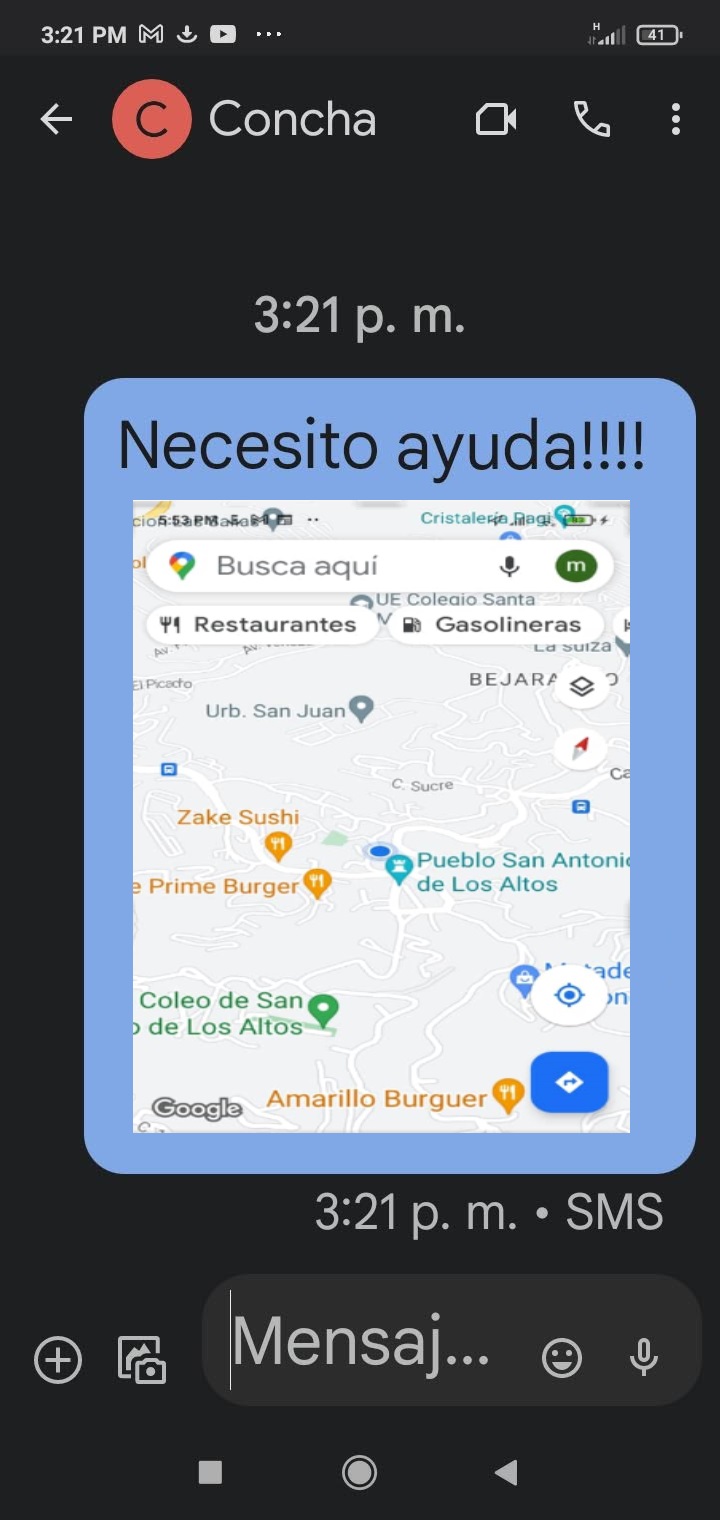 3:21 PM
H
41
C
Concha
3:21 p. m.
Necesito ayuda!!!!
5:53 PM
Cristalería
Busca aquí
m
UE Colegio Santa
Restaurantes
Gasolineras
La Suiza
El Picacho
BEJARA
Urb. San Juan
C. Sucre
Ca
Zake Sushi
Pueblo San Antonio
de Los Altos
e Prime Burger
Coleo de San
o de Los Altos
Amarillo Burguer
Google
3:21 p. m. • SMS
Mensaj...